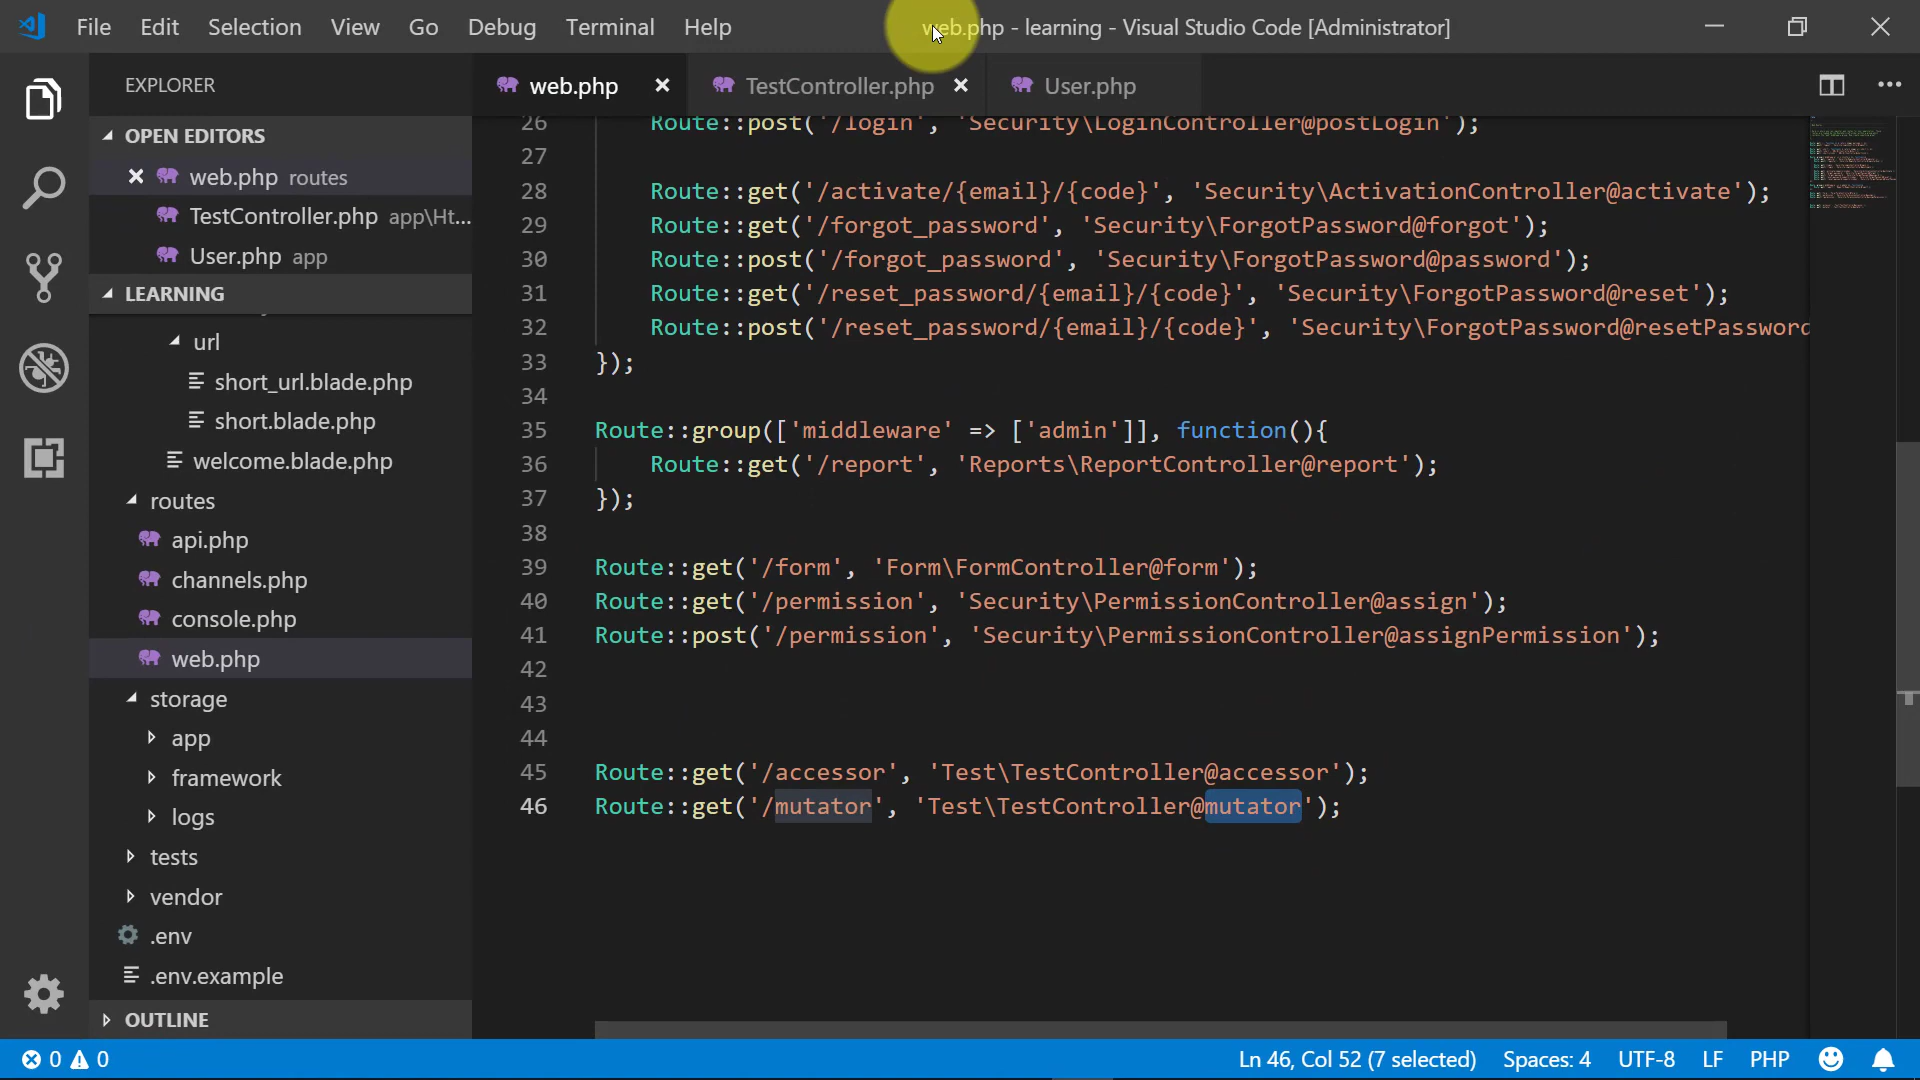 File Edit Selection View Go Debug Terminal Help web.php - learning - Visual Studio Code [Administrator]
EXPLORER
OPEN EDITORS
web.php routes
TestController.php app\Ht...
User.php app
LEARNING
url
short_url.blade.php
short.blade.php
welcome.blade.php
routes
api.php
channels.php
console.php
web.php
storage
app
framework
logs
tests
vendor
.env
.env.example
OUTLINE
web.php TestController.php User.php
26 Route::post('/login', 'Security\LoginController@postLogin');
27
28 Route::get('/activate/{email}/{code}', 'Security\ActivationController@activate');
29 Route::get('/forgot_password', 'Security\ForgotPassword@forgot');
30 Route::post('/forgot_password', 'Security\ForgotPassword@password');
31 Route::get('/reset_password/{email}/{code}', 'Security\ForgotPassword@reset');
32 Route::post('/reset_password/{email}/{code}', 'Security\ForgotPassword@resetPassword
33 });
34
35 Route::group(['middleware' => ['admin']], function(){
36 Route::get('/report', 'Reports\ReportController@report');
37 });
38
39 Route::get('/form', 'Form\FormController@form');
40 Route::get('/permission', 'Security\PermissionController@assign');
41 Route::post('/permission', 'Security\PermissionController@assignPermission');
42
43
44
45 Route::get('/accessor', 'Test\TestController@accessor');
46 Route::get('/mutator', 'Test\TestController@mutator');
0 0 Ln 46, Col 52 (7 selected) Spaces: 4 UTF-8 LF PHP